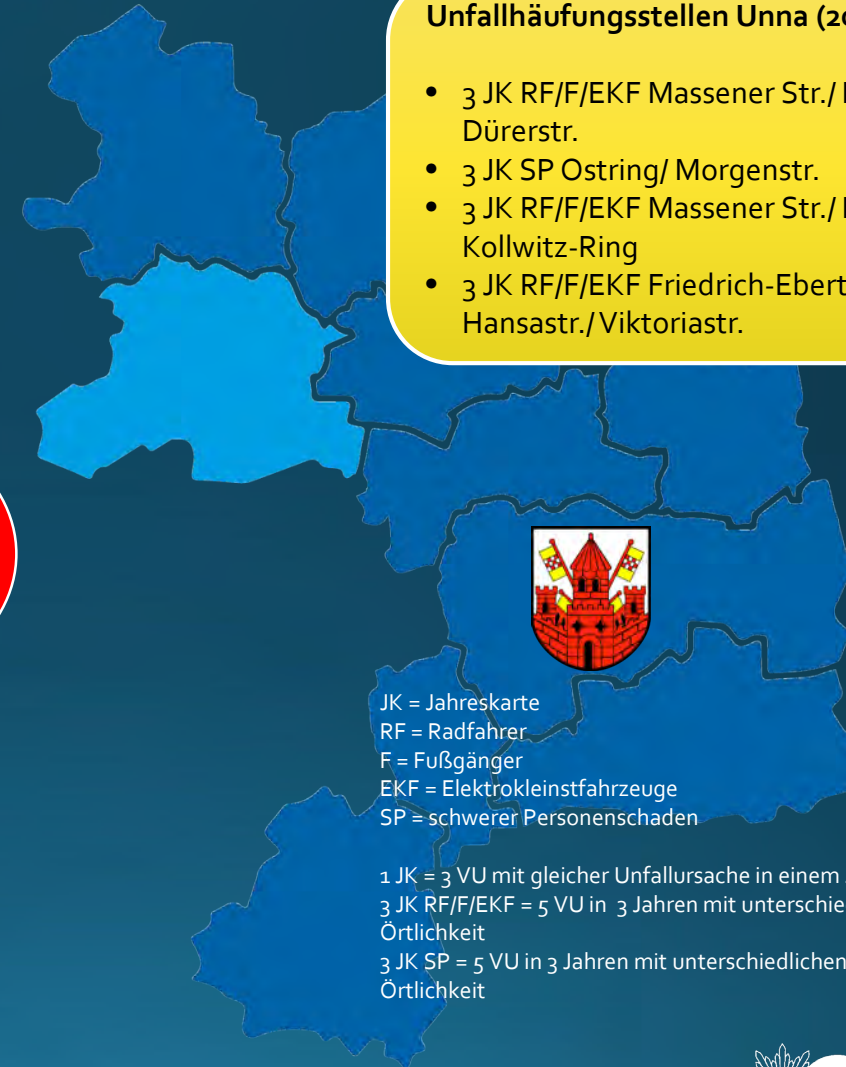 Unfallhäufungsstellen Unna
• 3 JK RF/F/EKF Massener Str./
Dürerstr.
• 3 JK SP Ostring/ Morgenstr.
• 3 JK RF/F/EKF Massener Str./
Kollwitz-Ring
• 3 JK RF/F/EKF Friedrich-Ebert
Hansastr./ Viktoriastr.
JK = Jahreskarte
RF = Radfahrer
F = Fußgänger
EKF = Elektrokleinstfahrzeuge
SP = schwerer Personenschaden
1 JK = 3 VU mit gleicher Unfallursache in einem
3 JK RF/F/EKF = 5 VU in 3 Jahren mit
Örtlichkeit
3 JK SP = 5 VU in 3 Jahren mit unterschiedlichen
Örtlichkeit